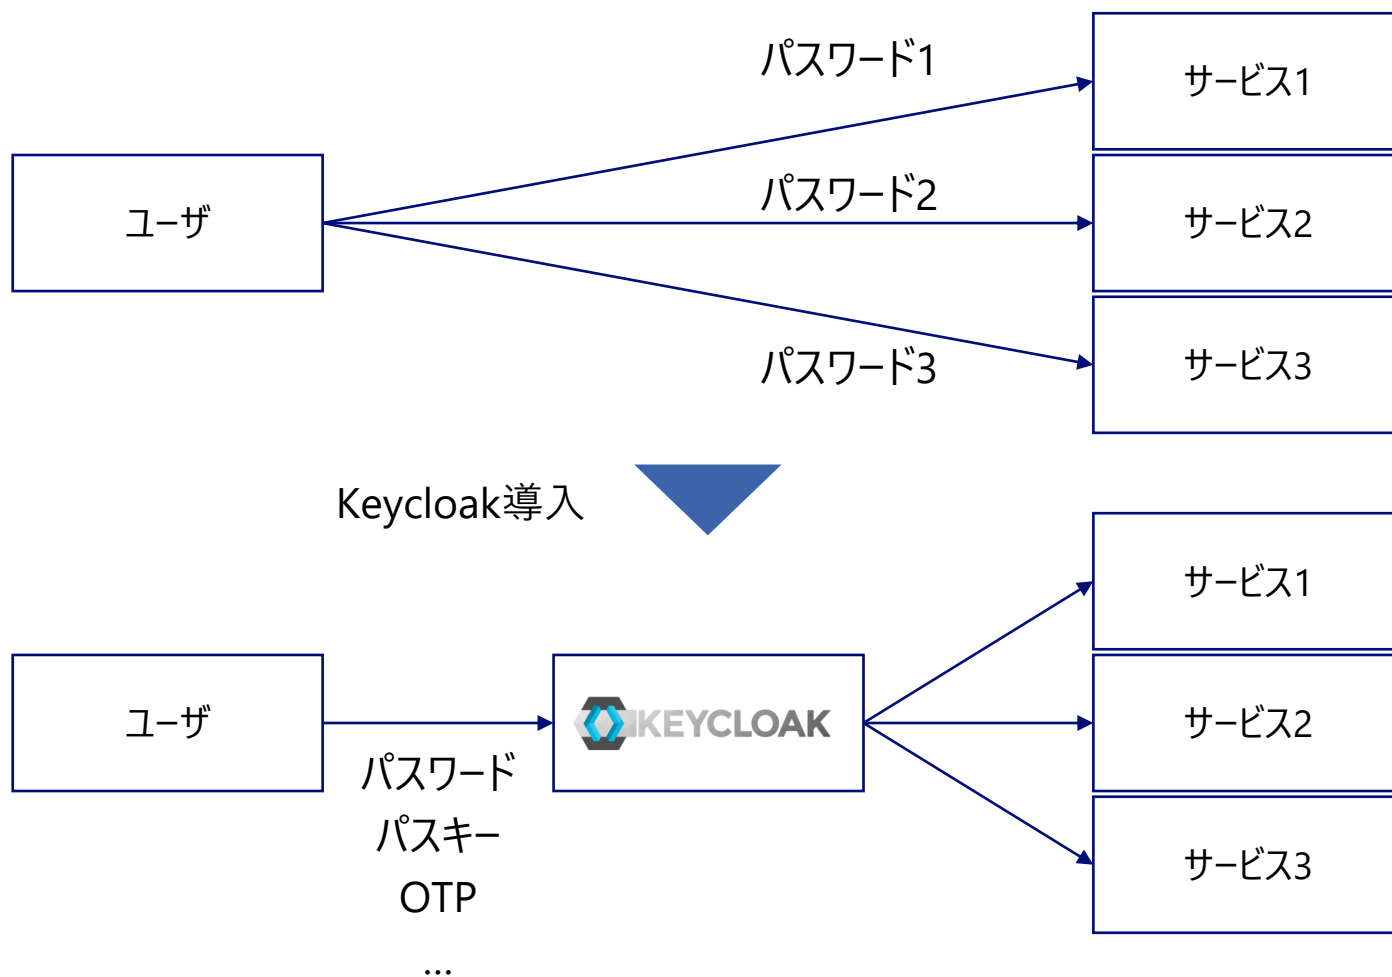 パスワード1
サービス1
ユーザ
パスワード2
サービス2
パスワード3
サービス3
Keycloak導入
サービス1
ユーザ
KEYCLOAK
サービス2
パスワード
パスキー
OTP
...
サービス3